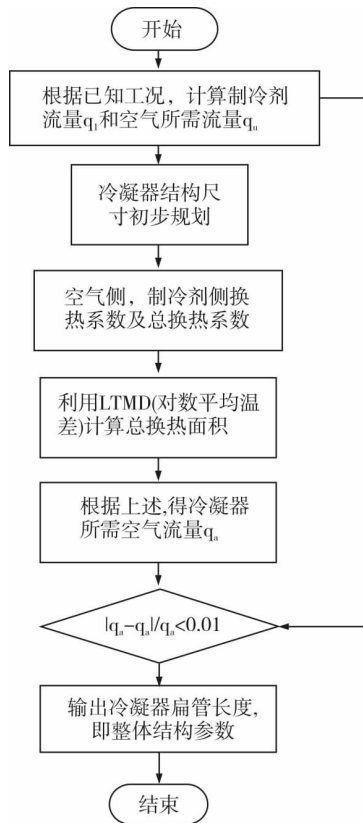 开始
根据已知工况，计算制冷剂
流量q₁和空气所需流量qᵤ
冷凝器结构尺
寸初步规划
空气侧，制冷剂侧换
热系数及总换热系数
利用LTMD(对数平均温
差)计算总换热面积
根据上述,得冷凝器
所需空气流量qₐ
|qₐ-qₐ|/qₐ<0.01
输出冷凝器扁管长度,
即整体结构参数
结束